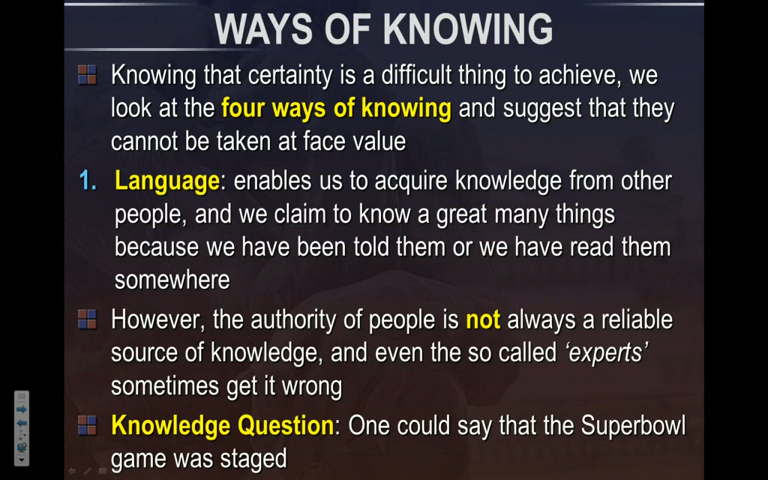 WAYS OF KNOWING
Knowing that certainty is a difficult thing to achieve, we
look at the four ways of knowing and suggest that they
cannot be taken at face value
1. Language: enables us to acquire knowledge from other
people, and we claim to know a great many things
because we have been told them or we have read them
somewhere
However, the authority of people is not always a reliable
source of knowledge, and even the so called ‘experts’
sometimes get it wrong
Knowledge Question: One could say that the Superbowl
game was staged